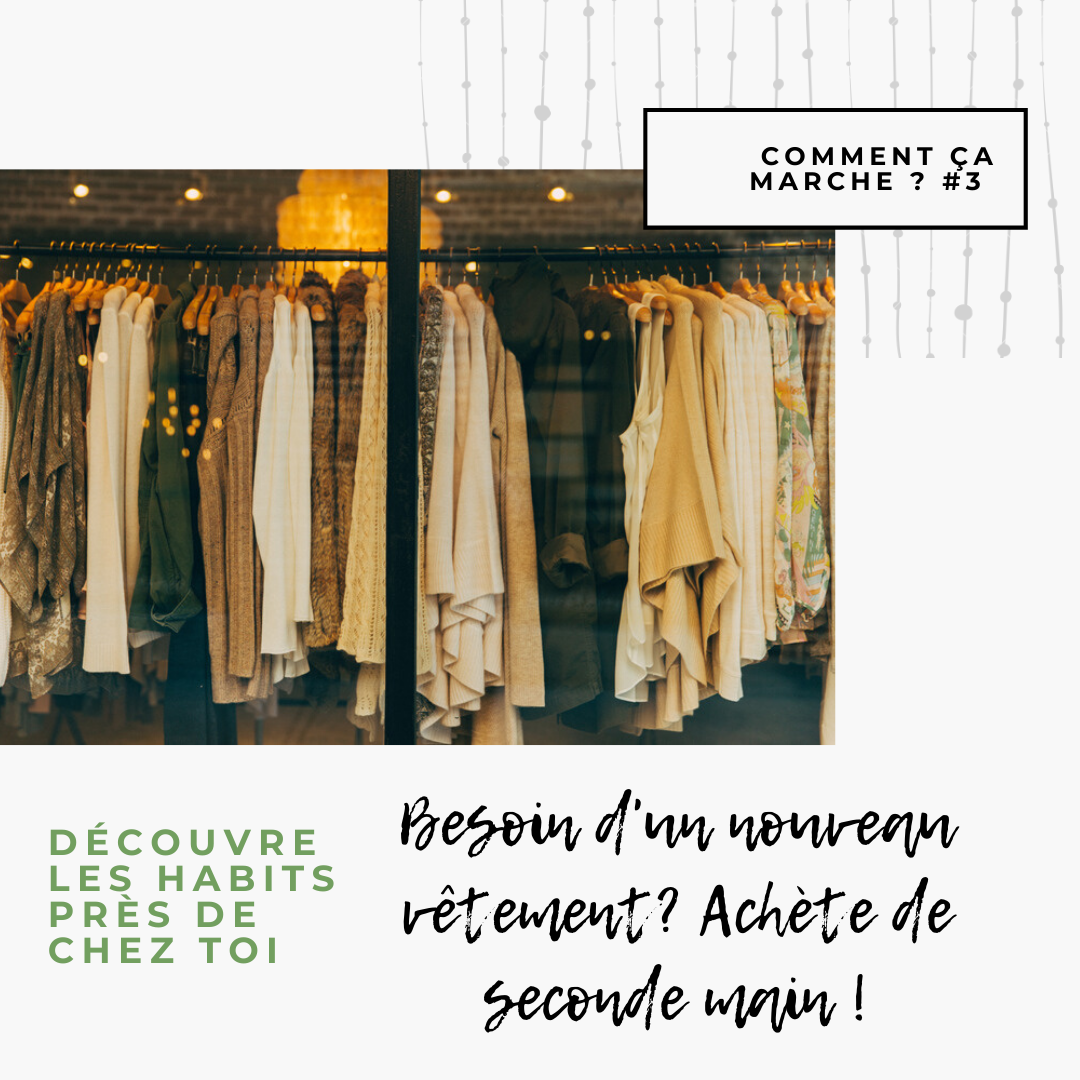 COMMENT ÇA
MARCHE ? #3
DÉCOUVRE
LES HABITS
PRÈS DE
CHEZ TOI
Besoin d'un nouveau
vêtement? Achète de
seconde main !